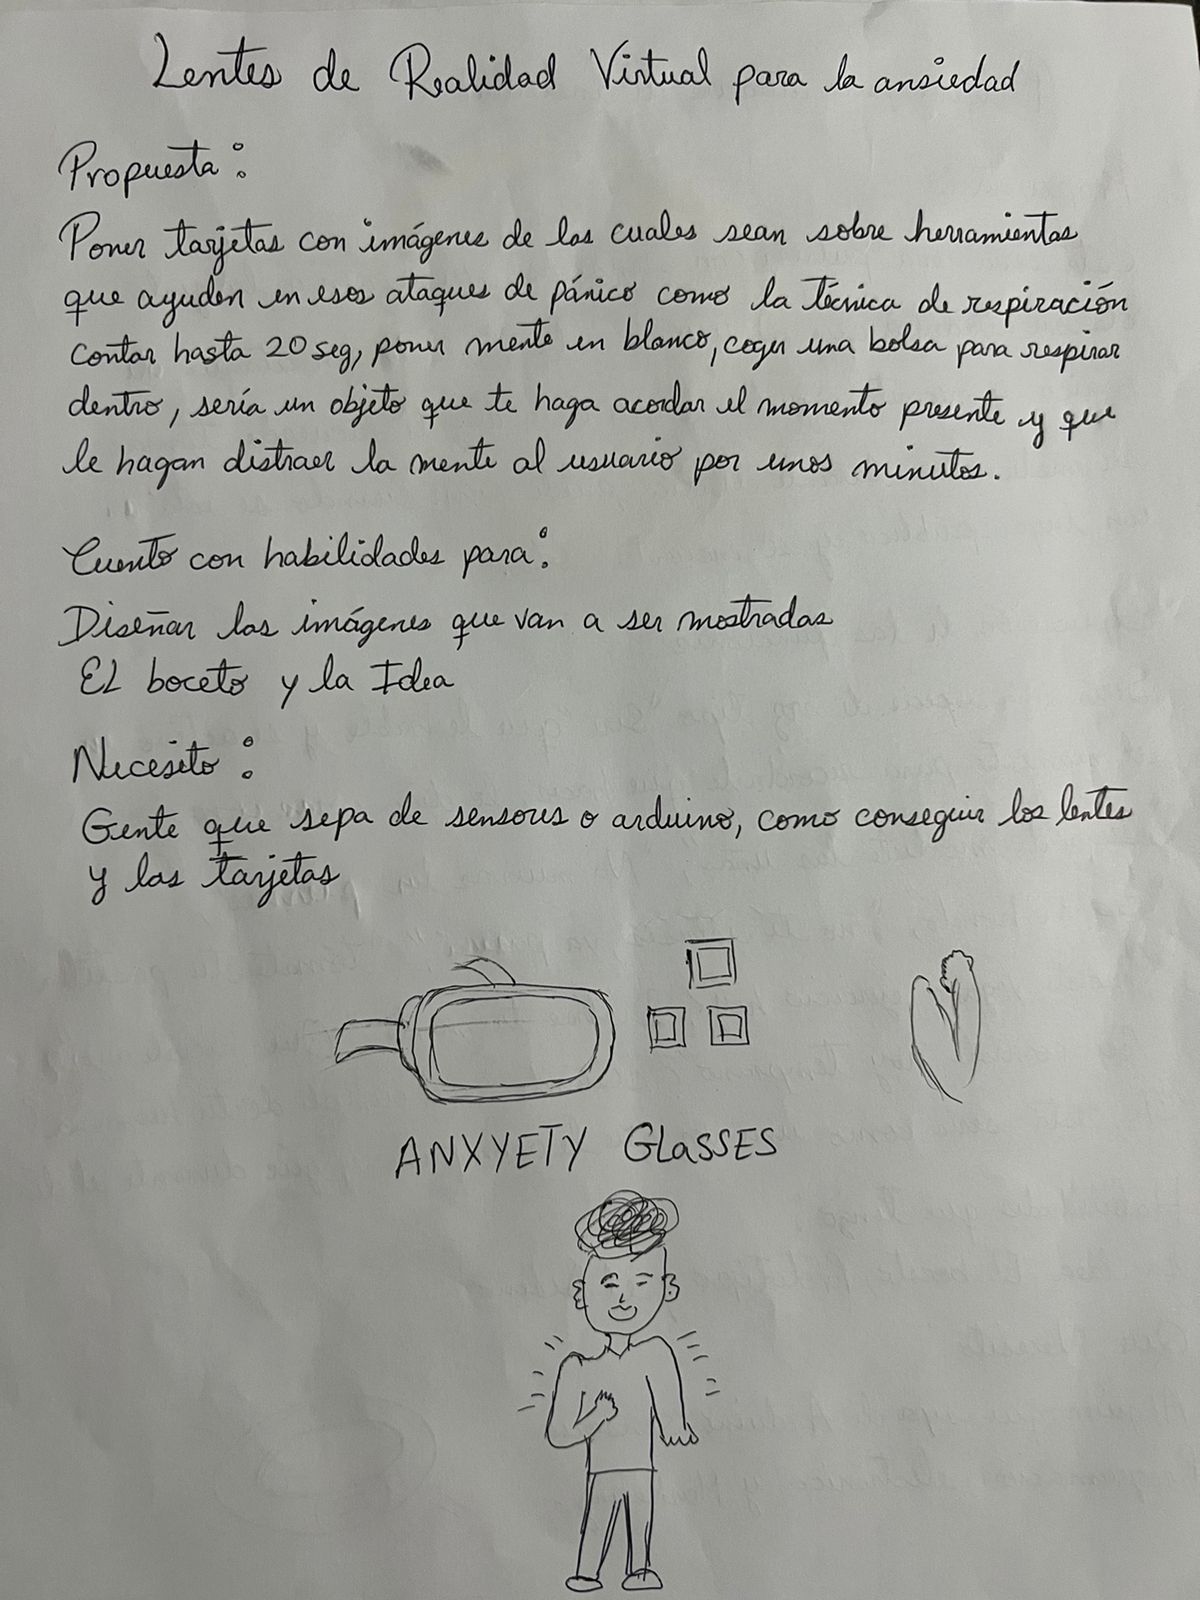 Lentes de Realidad Virtual para la ansiedad
Propuesta:
Poner tarjetas con imágenes de las cuales sean sobre herramientas
que ayuden en esos ataques de pánico como la técnica de respiración
contar hasta 20 seg, poner mente en blanco, coger una bolsa para respirar
dentro, sería un objeto que te haga acordar el momento presente y que
le hagan distraer la mente al usuario por unos minutos.
Cuento con habilidades para:
Diseñar las imágenes que van a ser mostradas
El boceto y la Idea
Necesito:
Gente que sepa de sensores o arduino, como conseguir los lentes
y las tarjetas
ANXYETY GLASSES